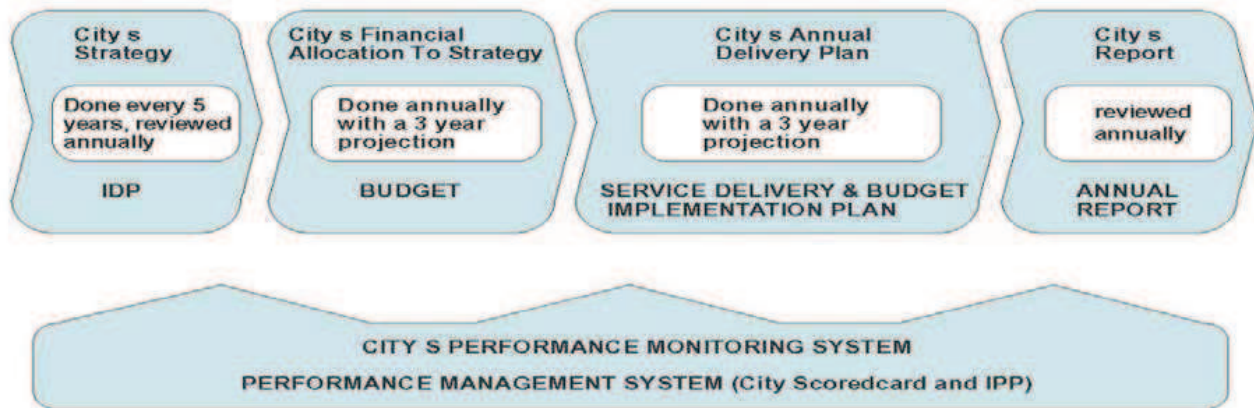 City s
Strategy
Done every 5
years, reviewed
annually
IDP
City s Financial
Allocation To Strategy
Done annually
with a 3 year
projection
BUDGET
City s Annual
Delivery Plan
Done annually
with a 3 year
projection
SERVICE DELIVERY & BUDGET
IMPLEMENTATION PLAN
City s
Report
reviewed
annually
ANNUAL
REPORT
CITY S PERFORMANCE MONITORING SYSTEM
PERFORMANCE MANAGEMENT SYSTEM (City Scoredcard and IPP)